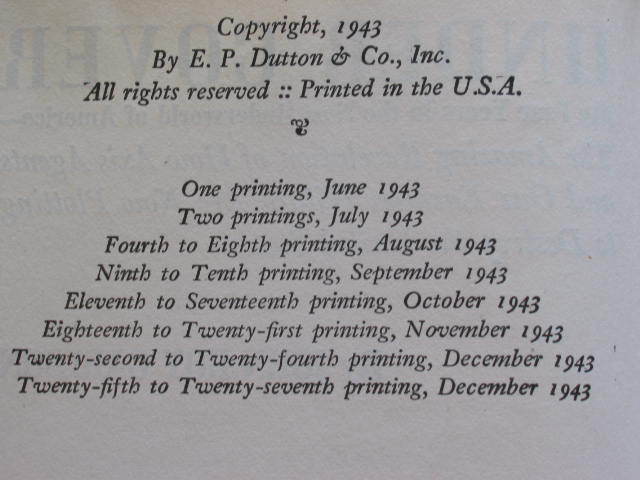 Copyright, 1943
By E. P. Dutton & Co., Inc.
All rights reserved :: Printed in the U.S.A.
One printing, June 1943
Two printings, July 1943
Fourth to Eighth printing, August 1943
Ninth to Tenth printing, September 1943
Eleventh to Seventeenth printing, October 1943
Eighteenth to Twenty-first printing, November 1943
Twenty-second to Twenty-fourth printing, December 1943
Twenty-fifth to Twenty-seventh printing, December 1943